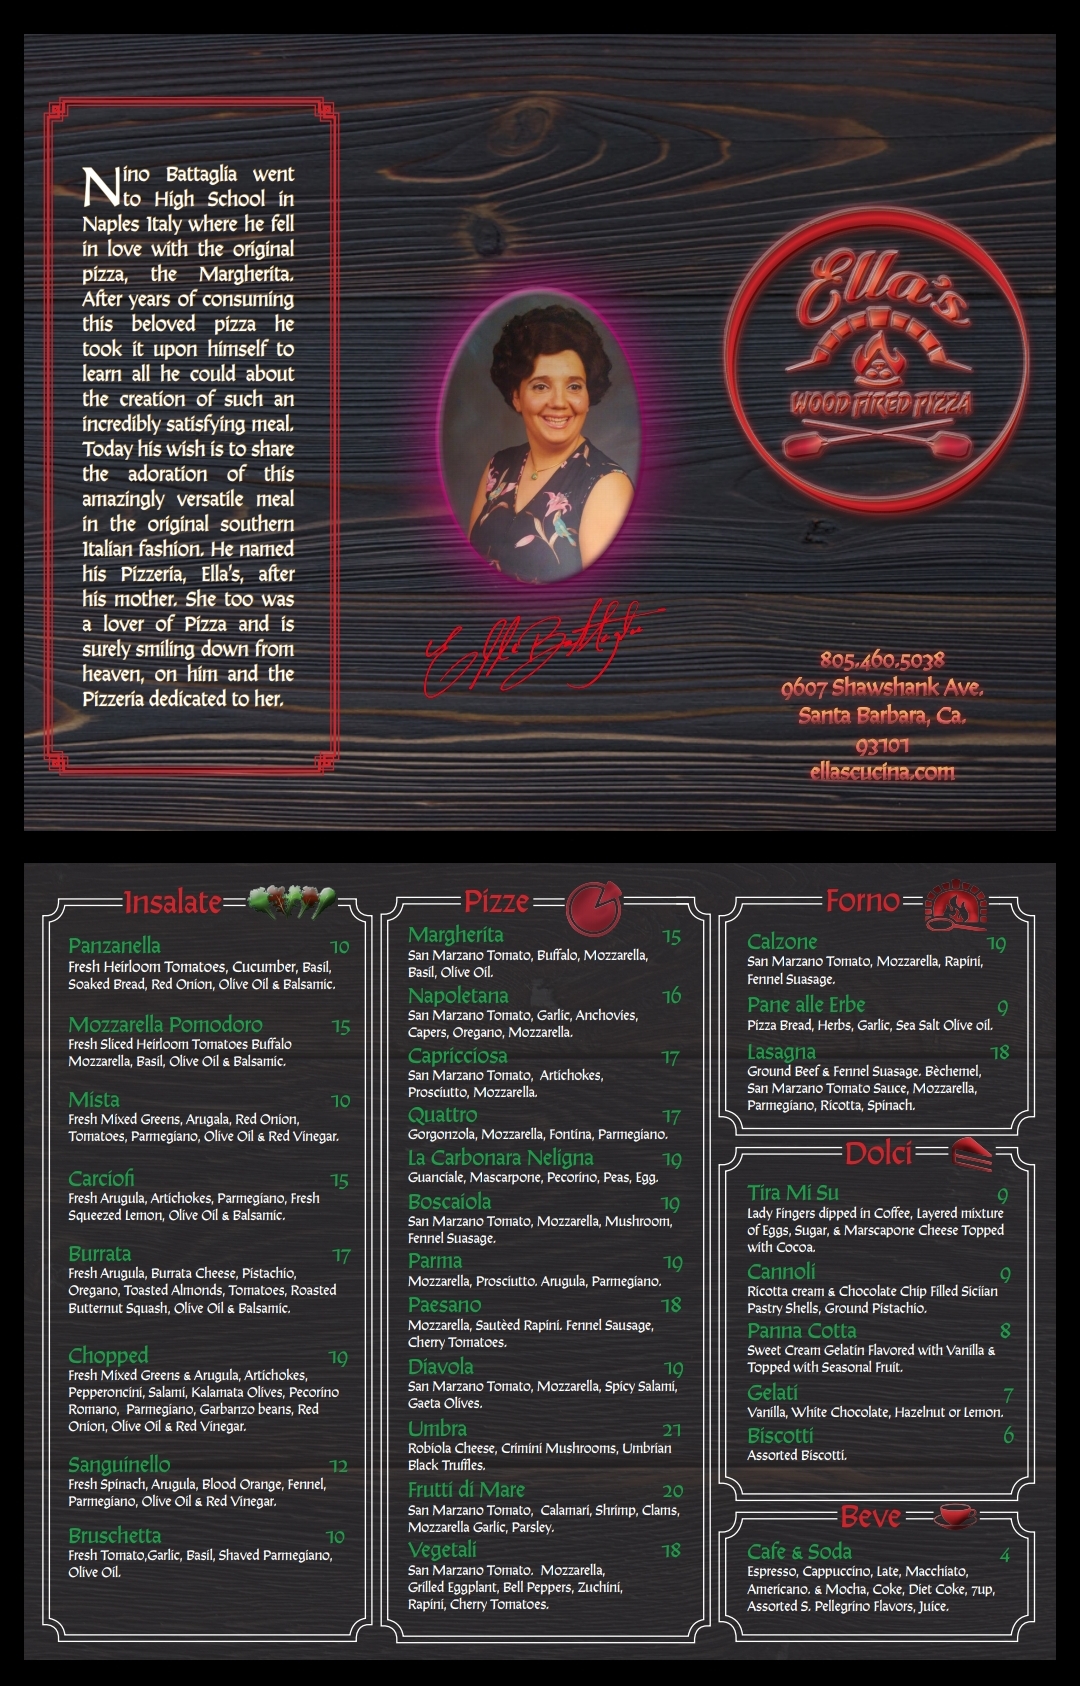 Nino Battaglia went
to High School in
Naples Italy where he fell
in love with the original
pizza, the Margherita.
After years of consuming
this beloved pizza he
took it upon himself to
learn all he could about
the creation of such an
incredibly satisfying meal.
Today his wish is to share
the adoration of this
amazingly versatile meal
in the original southern
Italian fashion. He named
his Pizzeria, Ella's, after
his mother. She too was
a lover of Pizza and is
surely smiling down from
heaven, on him and the
Pizzeria dedicated to her.
Ella Battaglia
Ella's
WOOD FIRED PIZZA
805.460.5038
9607 Shawshank Ave.
Santa Barbara, Ca.
93101
ellascucina.com
Insalate
Panzanella 10
Fresh Heirloom Tomatoes, Cucumber, Basil,
Soaked Bread, Red Onion, Olive Oil & Balsamic.
Mozzarella Pomodoro 15
Fresh Sliced Heirloom Tomatoes Buffalo
Mozzarella, Basil, Olive Oil & Balsamic.
Mista 10
Fresh Mixed Greens, Arugala, Red Onion,
Tomatoes, Parmegiano, Olive Oil & Red Vinegar.
Carciofi 15
Fresh Arugula, Artichokes, Parmegiano, Fresh
Squeezed Lemon, Olive Oil & Balsamic.
Burrata 17
Fresh Arugula, Burrata Cheese, Pistachio,
Oregano, Toasted Almonds, Tomatoes, Roasted
Butternut Squash, Olive Oil & Balsamic.
Chopped 19
Fresh Mixed Greens & Arugula, Artichokes,
Pepperoncini, Salami, Kalamata Olives, Pecorino
Romano, Parmegiano, Garbanzo beans, Red
Onion, Olive Oil & Red Vinegar.
Sanguinello 12
Fresh Spinach, Arugula, Blood Orange, Fennel,
Parmegiano, Olive Oil & Red Vinegar.
Bruschetta 10
Fresh Tomato,Garlic, Basil, Shaved Parmegiano,
Olive Oil.
Pizze
Margherita 15
San Marzano Tomato, Buffalo, Mozzarella,
Basil, Olive Oil.
Napoletana 16
San Marzano Tomato, Garlic, Anchovies,
Capers, Oregano, Mozzarella.
Capricciosa 17
San Marzano Tomato, Artichokes,
Prosciutto, Mozzarella.
Quattro 17
Gorgonzola, Mozzarella, Fontina, Parmegiano.
La Carbonara Neligna 19
Guanciale, Mascarpone, Pecorino, Peas, Egg.
Boscaiola 19
San Marzano Tomato, Mozzarella, Mushroom,
Fennel Suasage.
Parma 19
Mozzarella, Prosciutto. Arugula, Parmegiano.
Paesano 18
Mozzarella, Sautèed Rapini. Fennel Sausage,
Cherry Tomatoes.
Diavola 19
San Marzano Tomato, Mozzarella, Spicy Salami,
Gaeta Olives.
Umbra 21
Robiola Cheese, Crimini Mushrooms, Umbrian
Black Truffles.
Frutti di Mare 20
San Marzano Tomato, Calamari, Shrimp, Clams,
Mozzarella Garlic, Parsley.
Vegetali 18
San Marzano Tomato. Mozzarella,
Grilled Eggplant, Bell Peppers, Zuchini,
Rapini, Cherry Tomatoes.
Forno
Calzone 19
San Marzano Tomato, Mozzarella, Rapini,
Fennel Suasage.
Pane alle Erbe 9
Pizza Bread, Herbs, Garlic, Sea Salt Olive oil.
Lasagna 18
Ground Beef & Fennel Suasage. Bèchemel,
San Marzano Tomato Sauce, Mozzarella,
Parmegiano, Ricotta, Spinach.
Dolci
Tira Mi Su 9
Lady Fingers dipped in Coffee, Layered mixture
of Eggs, Sugar, & Marscapone Cheese Topped
with Cocoa.
Cannoli 9
Ricotta cream & Chocolate Chip Filled Siciian
Pastry Shells, Ground Pistachio.
Panna Cotta 8
Sweet Cream Gelatin Flavored with Vanilla &
Topped with Seasonal Fruit.
Gelati 7
Vanilla, White Chocolate, Hazelnut or Lemon.
Biscotti 6
Assorted Biscotti.
Beve
Cafe & Soda 4
Espresso, Cappuccino, Late, Macchiato,
Americano. & Mocha, Coke, Diet Coke, 7up,
Assorted S. Pellegrino Flavors, Juice.